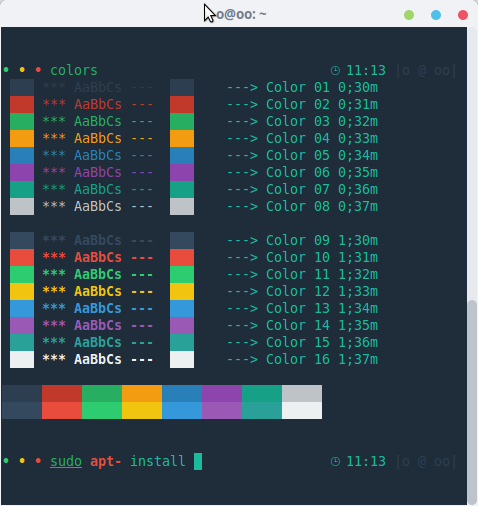 o@oo: ~
• • • colors 11:13 |o @ oo|
*** AaBbCs --- ---> Color 01 0;30m
*** AaBbCs --- ---> Color 02 0;31m
*** AaBbCs --- ---> Color 03 0;32m
*** AaBbCs --- ---> Color 04 0;33m
*** AaBbCs --- ---> Color 05 0;34m
*** AaBbCs --- ---> Color 06 0;35m
*** AaBbCs --- ---> Color 07 0;36m
*** AaBbCs --- ---> Color 08 0;37m
*** AaBbCs --- ---> Color 09 1;30m
*** AaBbCs --- ---> Color 10 1;31m
*** AaBbCs --- ---> Color 11 1;32m
*** AaBbCs --- ---> Color 12 1;33m
*** AaBbCs --- ---> Color 13 1;34m
*** AaBbCs --- ---> Color 14 1;35m
*** AaBbCs --- ---> Color 15 1;36m
*** AaBbCs --- ---> Color 16 1;37m
• • • sudo apt- install 11:13 |o @ oo|